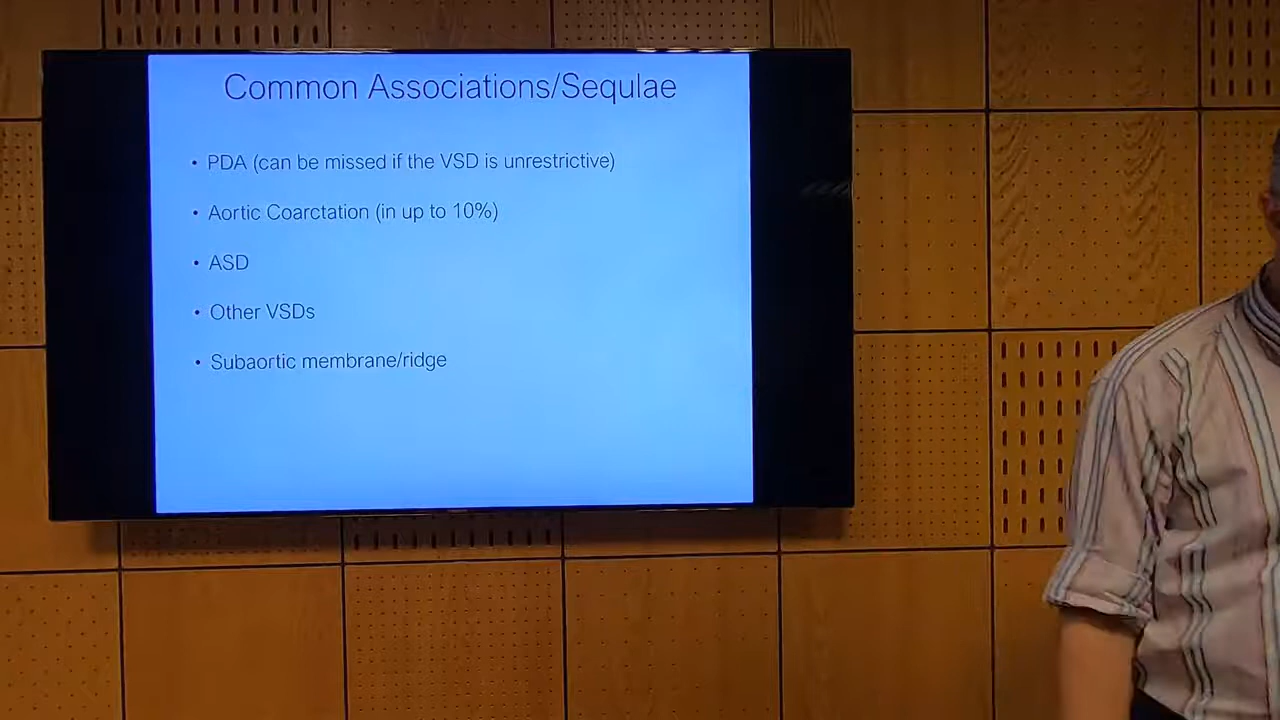 Common Associations/Sequlae
• PDA (can be missed if the VSD is unrestrictive)
• Aortic Coarctation (in up to 10%)
• ASD
• Other VSDs
• Subaortic membrane/ridge